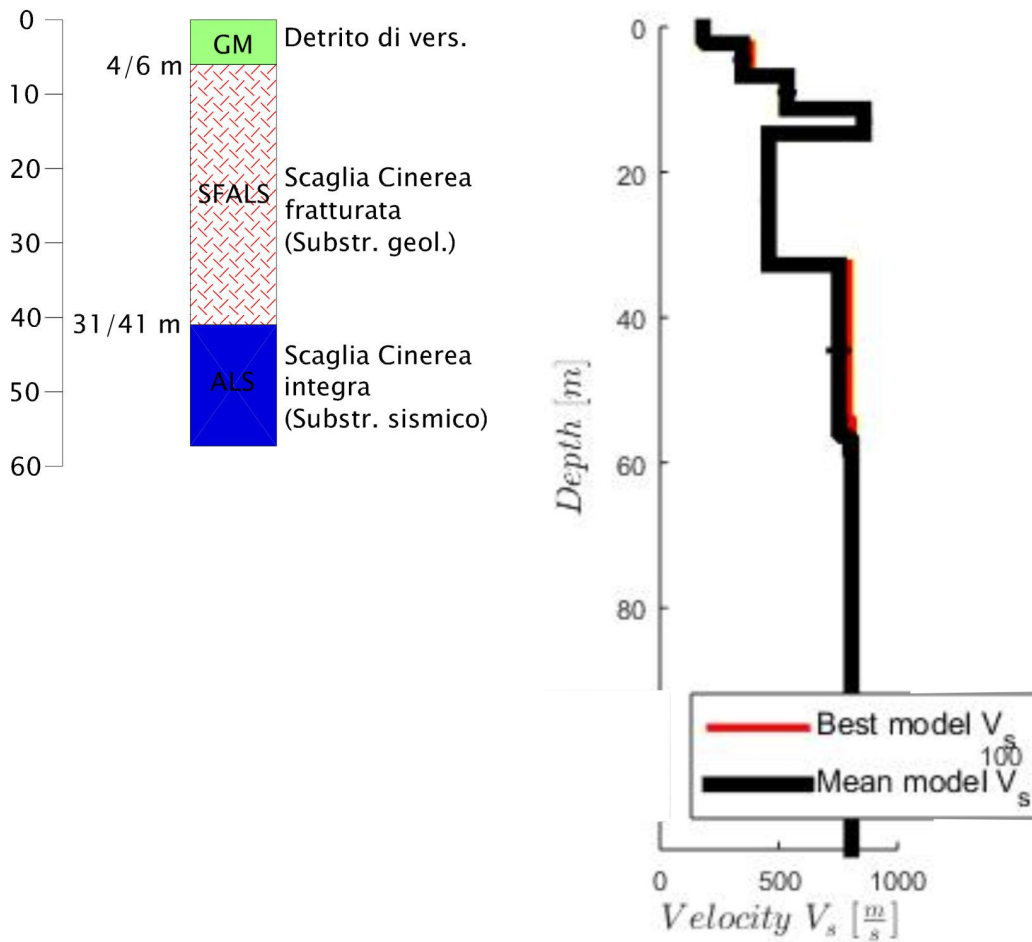 0
10
20
30
40
50
60
4/6 m
31/41 m
GM
SFALS
ALS
Detrito di vers.
Scaglia Cinerea
fratturata
(Substr. geol.)
Scaglia Cinerea
integra
(Substr. sismico)
0
20
40
60
80
100
Depth [m]
Best model Vs
Mean model Vs
0 500 1000
Velocity Vs [m/s]